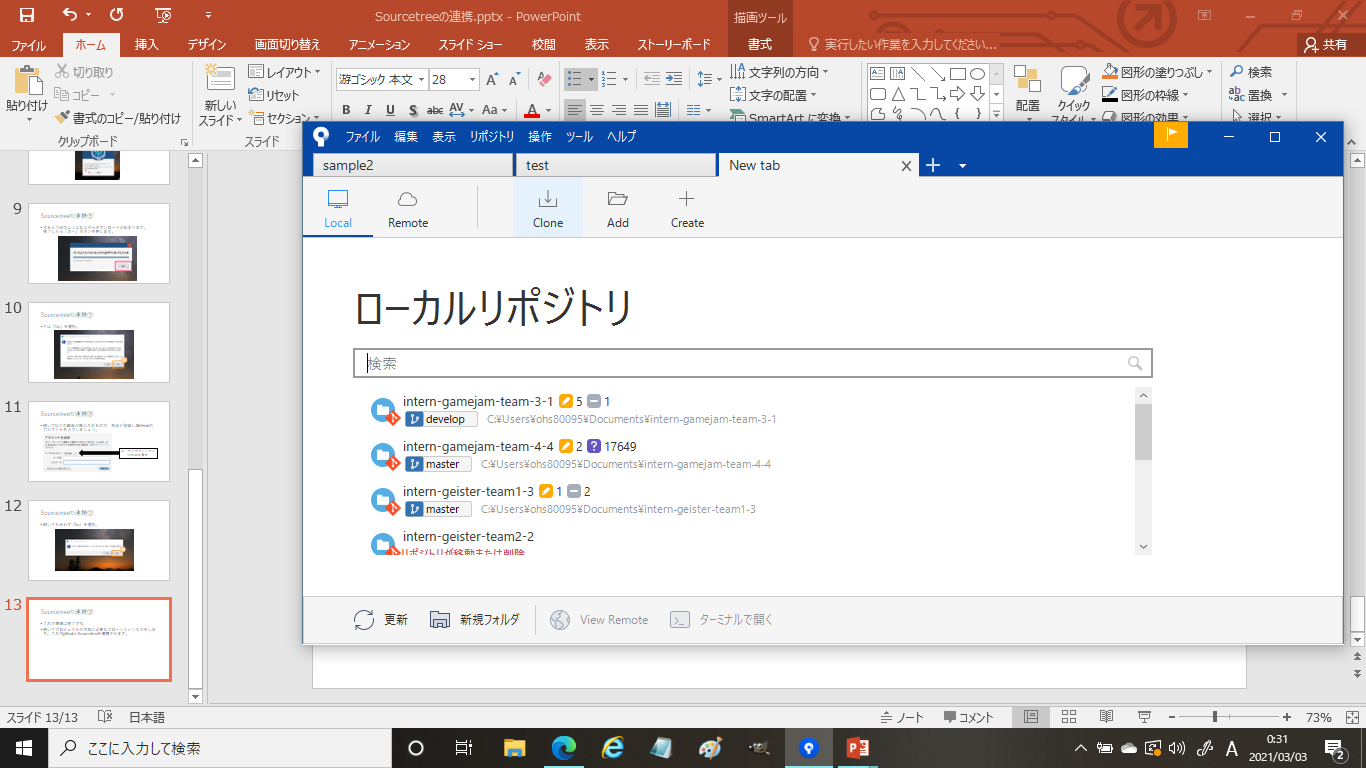 Sourcetreeの連携.pptx - PowerPoint
描画ツール
ファイル ホーム 挿入 デザイン 画面切り替え アニメーション スライド ショー 校閲 表示 ストーリーボード 書式 実行したい作業を入力してください... 共有
貼り付け
切り取り
コピー
書式のコピー/貼り付け
クリップボード
新しい
スライド
レイアウト
リセット
セクション
スライド
游ゴシック 本文 28
B I U S abc AV Aa A
文字列の方向
文字の配置
SmartArt に変換
配置
クイック
スタイル
図形の塗りつぶし
図形の枠線
図形の効果
検索
置換
選択
ファイル 編集 表示 リポジトリ 操作 ツール ヘルプ
sample2 test New tab
Local Remote Clone Add Create
ローカルリポジトリ
検索
intern-gamejam-team-3-1 5 1
develop C:¥Users¥ohs80095¥Documents¥intern-gamejam-team-3-1
intern-gamejam-team-4-4 2 ? 17649
master C:¥Users¥ohs80095¥Documents¥intern-gamejam-team-4-4
intern-geister-team1-3 1 2
master C:¥Users¥ohs80095¥Documents¥intern-geister-team1-3
intern-geister-team2-2
リポジトリが移動または削除
更新 新規フォルダ View Remote ターミナルで開く
9
10
11
12
13
スライド 13/13 日本語 ノート コメント 73%
ここに入力して検索
A
0:31
2021/03/03
2